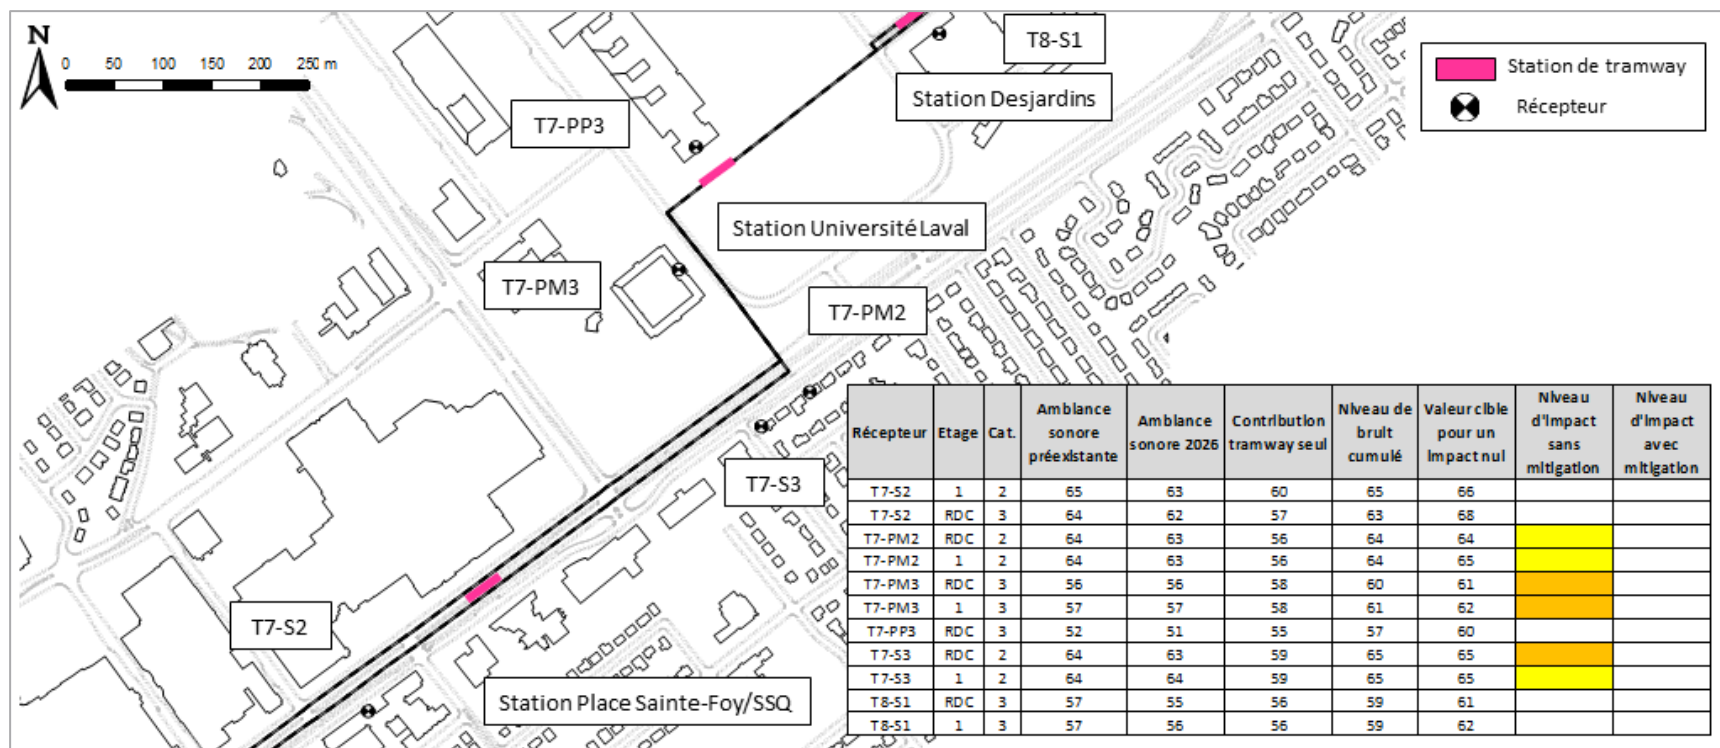 N
0 50 100 150 200 250 m
T8-S1
Station Desjardins
T7-PP3
Station Université Laval
T7-PM3
T7-PM2
T7-S3
T7-S2
Station Place Sainte-Foy/SSQ
Station de tramway
Récepteur
Récepteur Etage Cat. Ambiance sonore préexistante Ambiance sonore 2026 Contribution tramway seul Niveau de bruit cumulé Valeur cible pour un impact nul Niveau d'impact sans mitigation Niveau d'impact avec mitigation
T7-S2 1 2 65 63 60 65 66
T7-S2 RDC 3 64 62 57 63 68
T7-PM2 RDC 2 64 63 56 64 64
T7-PM2 1 2 64 63 56 64 65
T7-PM3 RDC 3 56 56 58 60 61
T7-PM3 1 3 57 57 58 61 62
T7-PP3 RDC 3 52 51 55 57 60
T7-S3 RDC 2 64 63 59 65 65
T7-S3 1 2 64 64 59 65 65
T8-S1 RDC 3 57 55 56 59 61
T8-S1 1 3 57 56 56 59 62